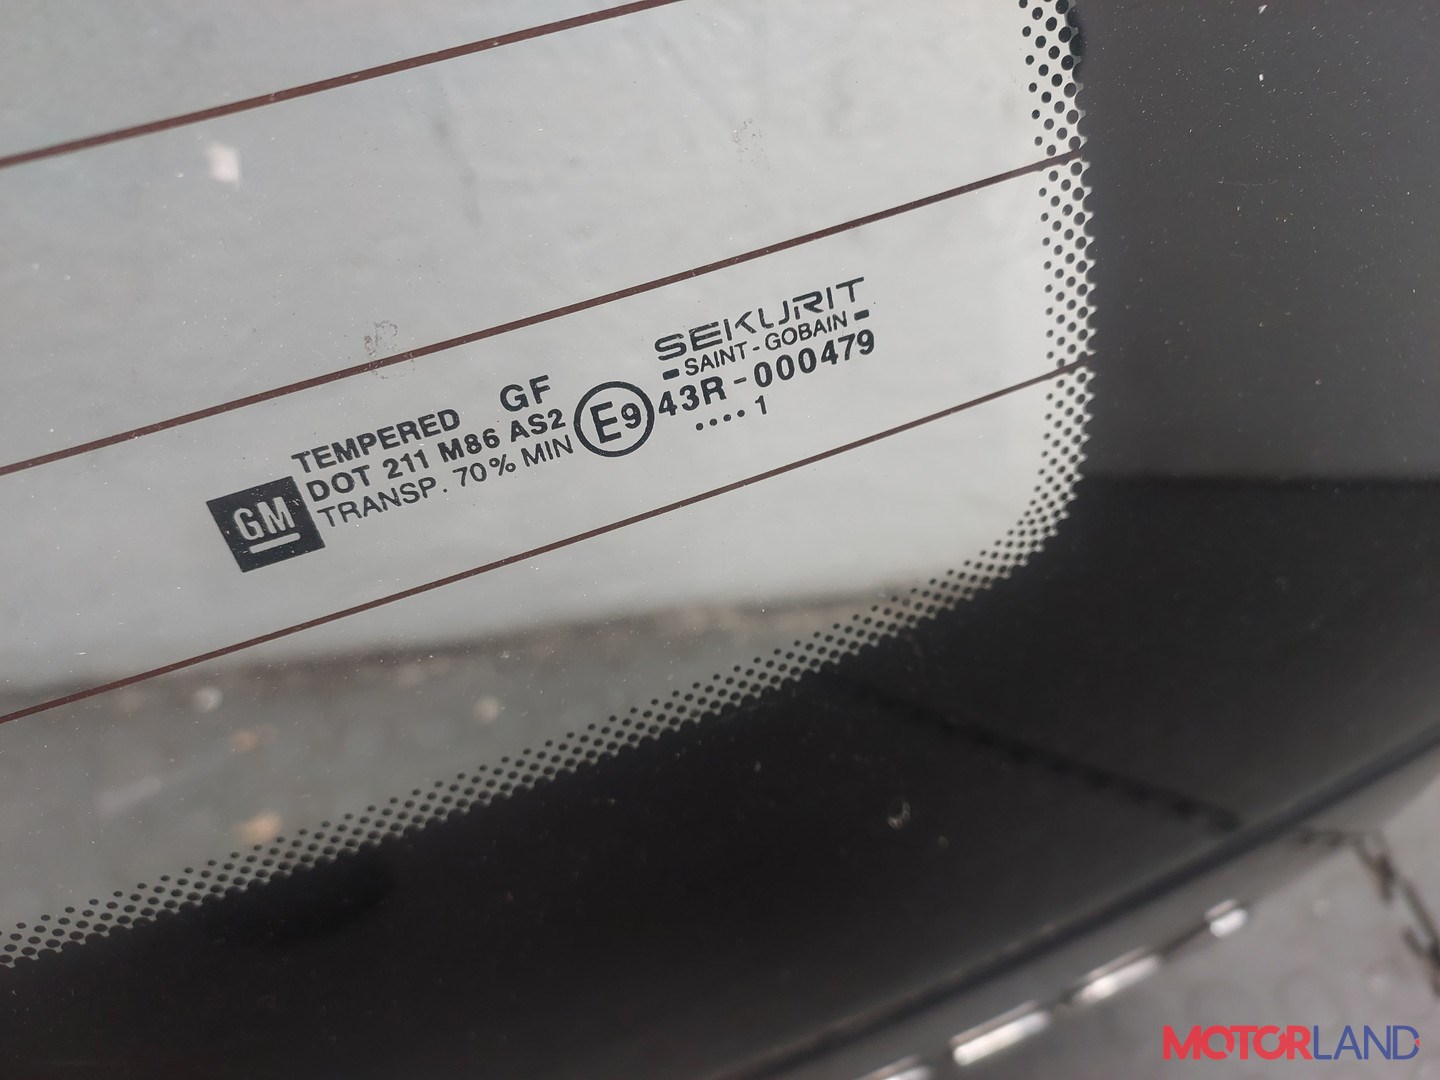 TEMPERED GF
DOT 211 M86 AS2
TRANSP. 70% MIN
GM
E9
SEKURIT
SAINT-GOBAIN
43R-000479
.... 1
MOTORLAND